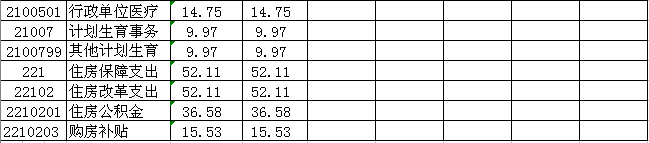 2100501 行政单位医疗 14.75 14.75
21007 计划生育事务 9.97 9.97
2100799 其他计划生育 9.97 9.97
221 住房保障支出 52.11 52.11
22102 住房改革支出 52.11 52.11
2210201 住房公积金 36.58 36.58
2210203 购房补贴 15.53 15.53